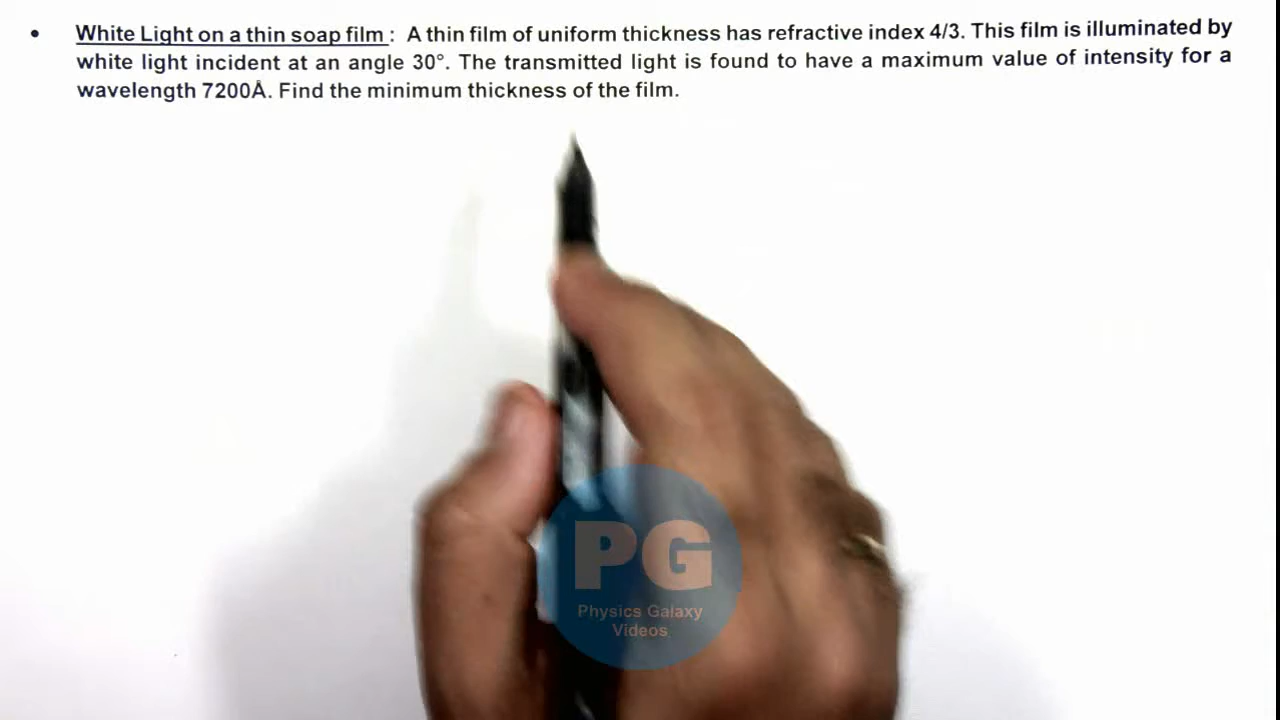 • White Light on a thin soap film : A thin film of uniform thickness has refractive index 4/3. This film is illuminated by
white light incident at an angle 30°. The transmitted light is found to have a maximum value of intensity for a
wavelength 7200Å. Find the minimum thickness of the film.
PG
Physics Galaxy
Videos